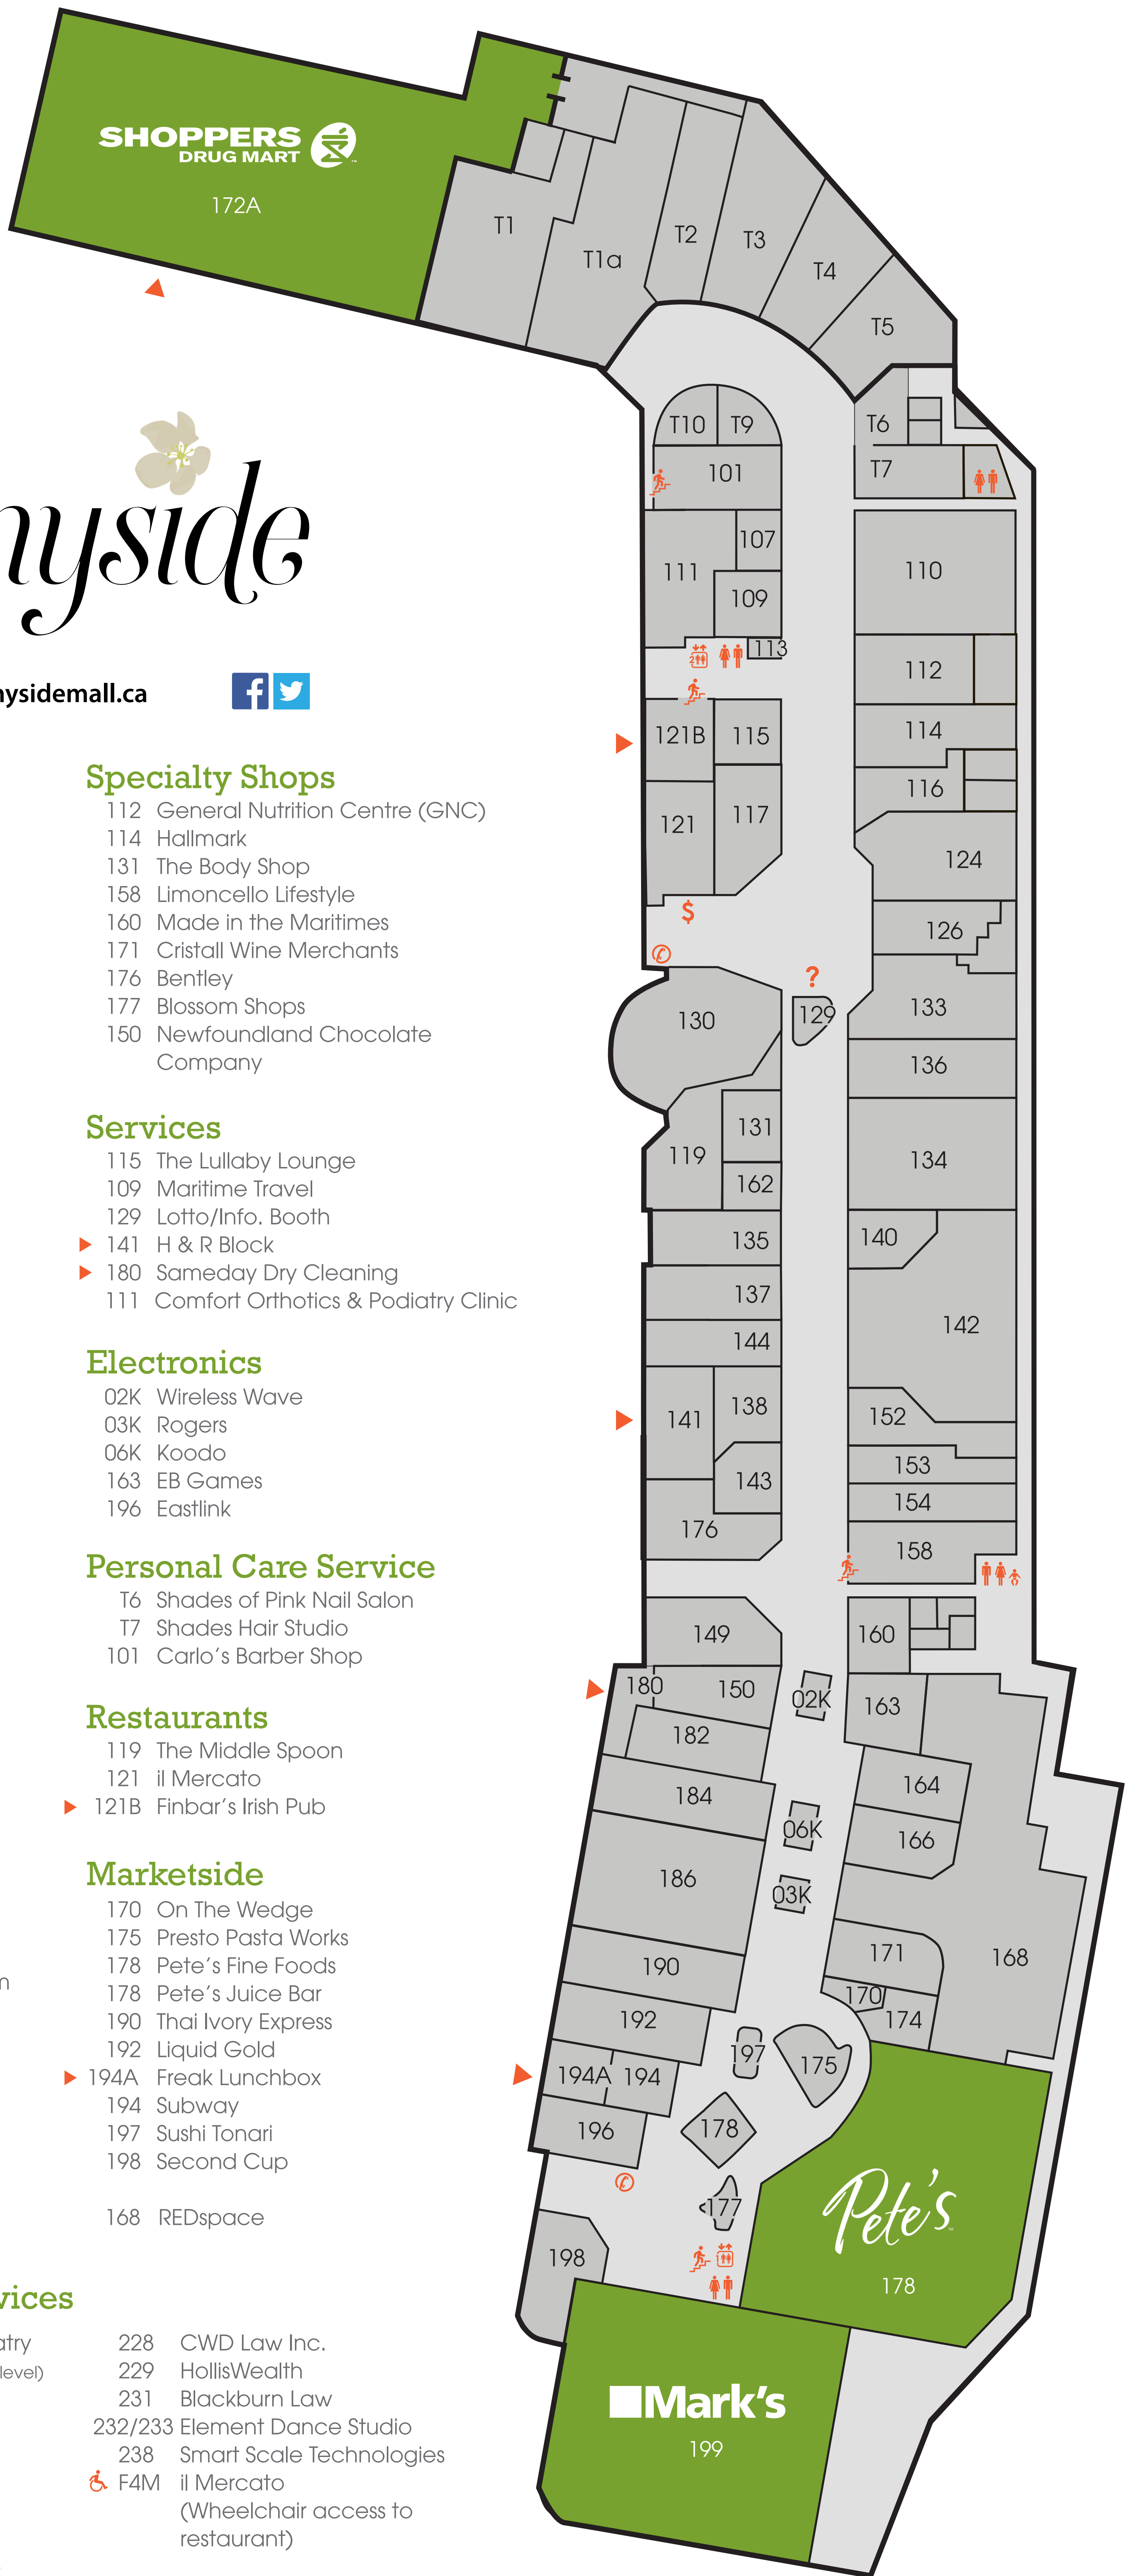 SHOPPERS
DRUG MART
172A
T1
T1a
T2
T3
T4
T5
T10
T9
T6
T7
101
107
111
109
113
110
112
114
116
121B
115
121
117
124
126
$
?
130
129
133
136
131
119
162
134
135
140
137
142
144
141
138
152
143
153
154
176
158
149
160
180
150
02K
163
182
184
164
06K
166
186
03K
190
171
168
170
174
192
197
175
194A
194
196
178
177
198
Pete's
178
Mark's
199
nyside
nysidemall.ca
Specialty Shops
112 General Nutrition Centre (GNC)
114 Hallmark
131 The Body Shop
158 Limoncello Lifestyle
160 Made in the Maritimes
171 Cristall Wine Merchants
176 Bentley
177 Blossom Shops
150 Newfoundland Chocolate
Company
Services
115 The Lullaby Lounge
109 Maritime Travel
129 Lotto/Info. Booth
141 H & R Block
180 Sameday Dry Cleaning
111 Comfort Orthotics & Podiatry Clinic
Electronics
02K Wireless Wave
03K Rogers
06K Koodo
163 EB Games
196 Eastlink
Personal Care Service
T6 Shades of Pink Nail Salon
T7 Shades Hair Studio
101 Carlo's Barber Shop
Restaurants
119 The Middle Spoon
121 il Mercato
121B Finbar's Irish Pub
Marketside
170 On The Wedge
175 Presto Pasta Works
178 Pete's Fine Foods
178 Pete's Juice Bar
190 Thai Ivory Express
192 Liquid Gold
194A Freak Lunchbox
194 Subway
197 Sushi Tonari
198 Second Cup
168 REDspace
vices
atry
level)
228 CWD Law Inc.
229 HollisWealth
231 Blackburn Law
232/233 Element Dance Studio
238 Smart Scale Technologies
F4M il Mercato
(Wheelchair access to
restaurant)